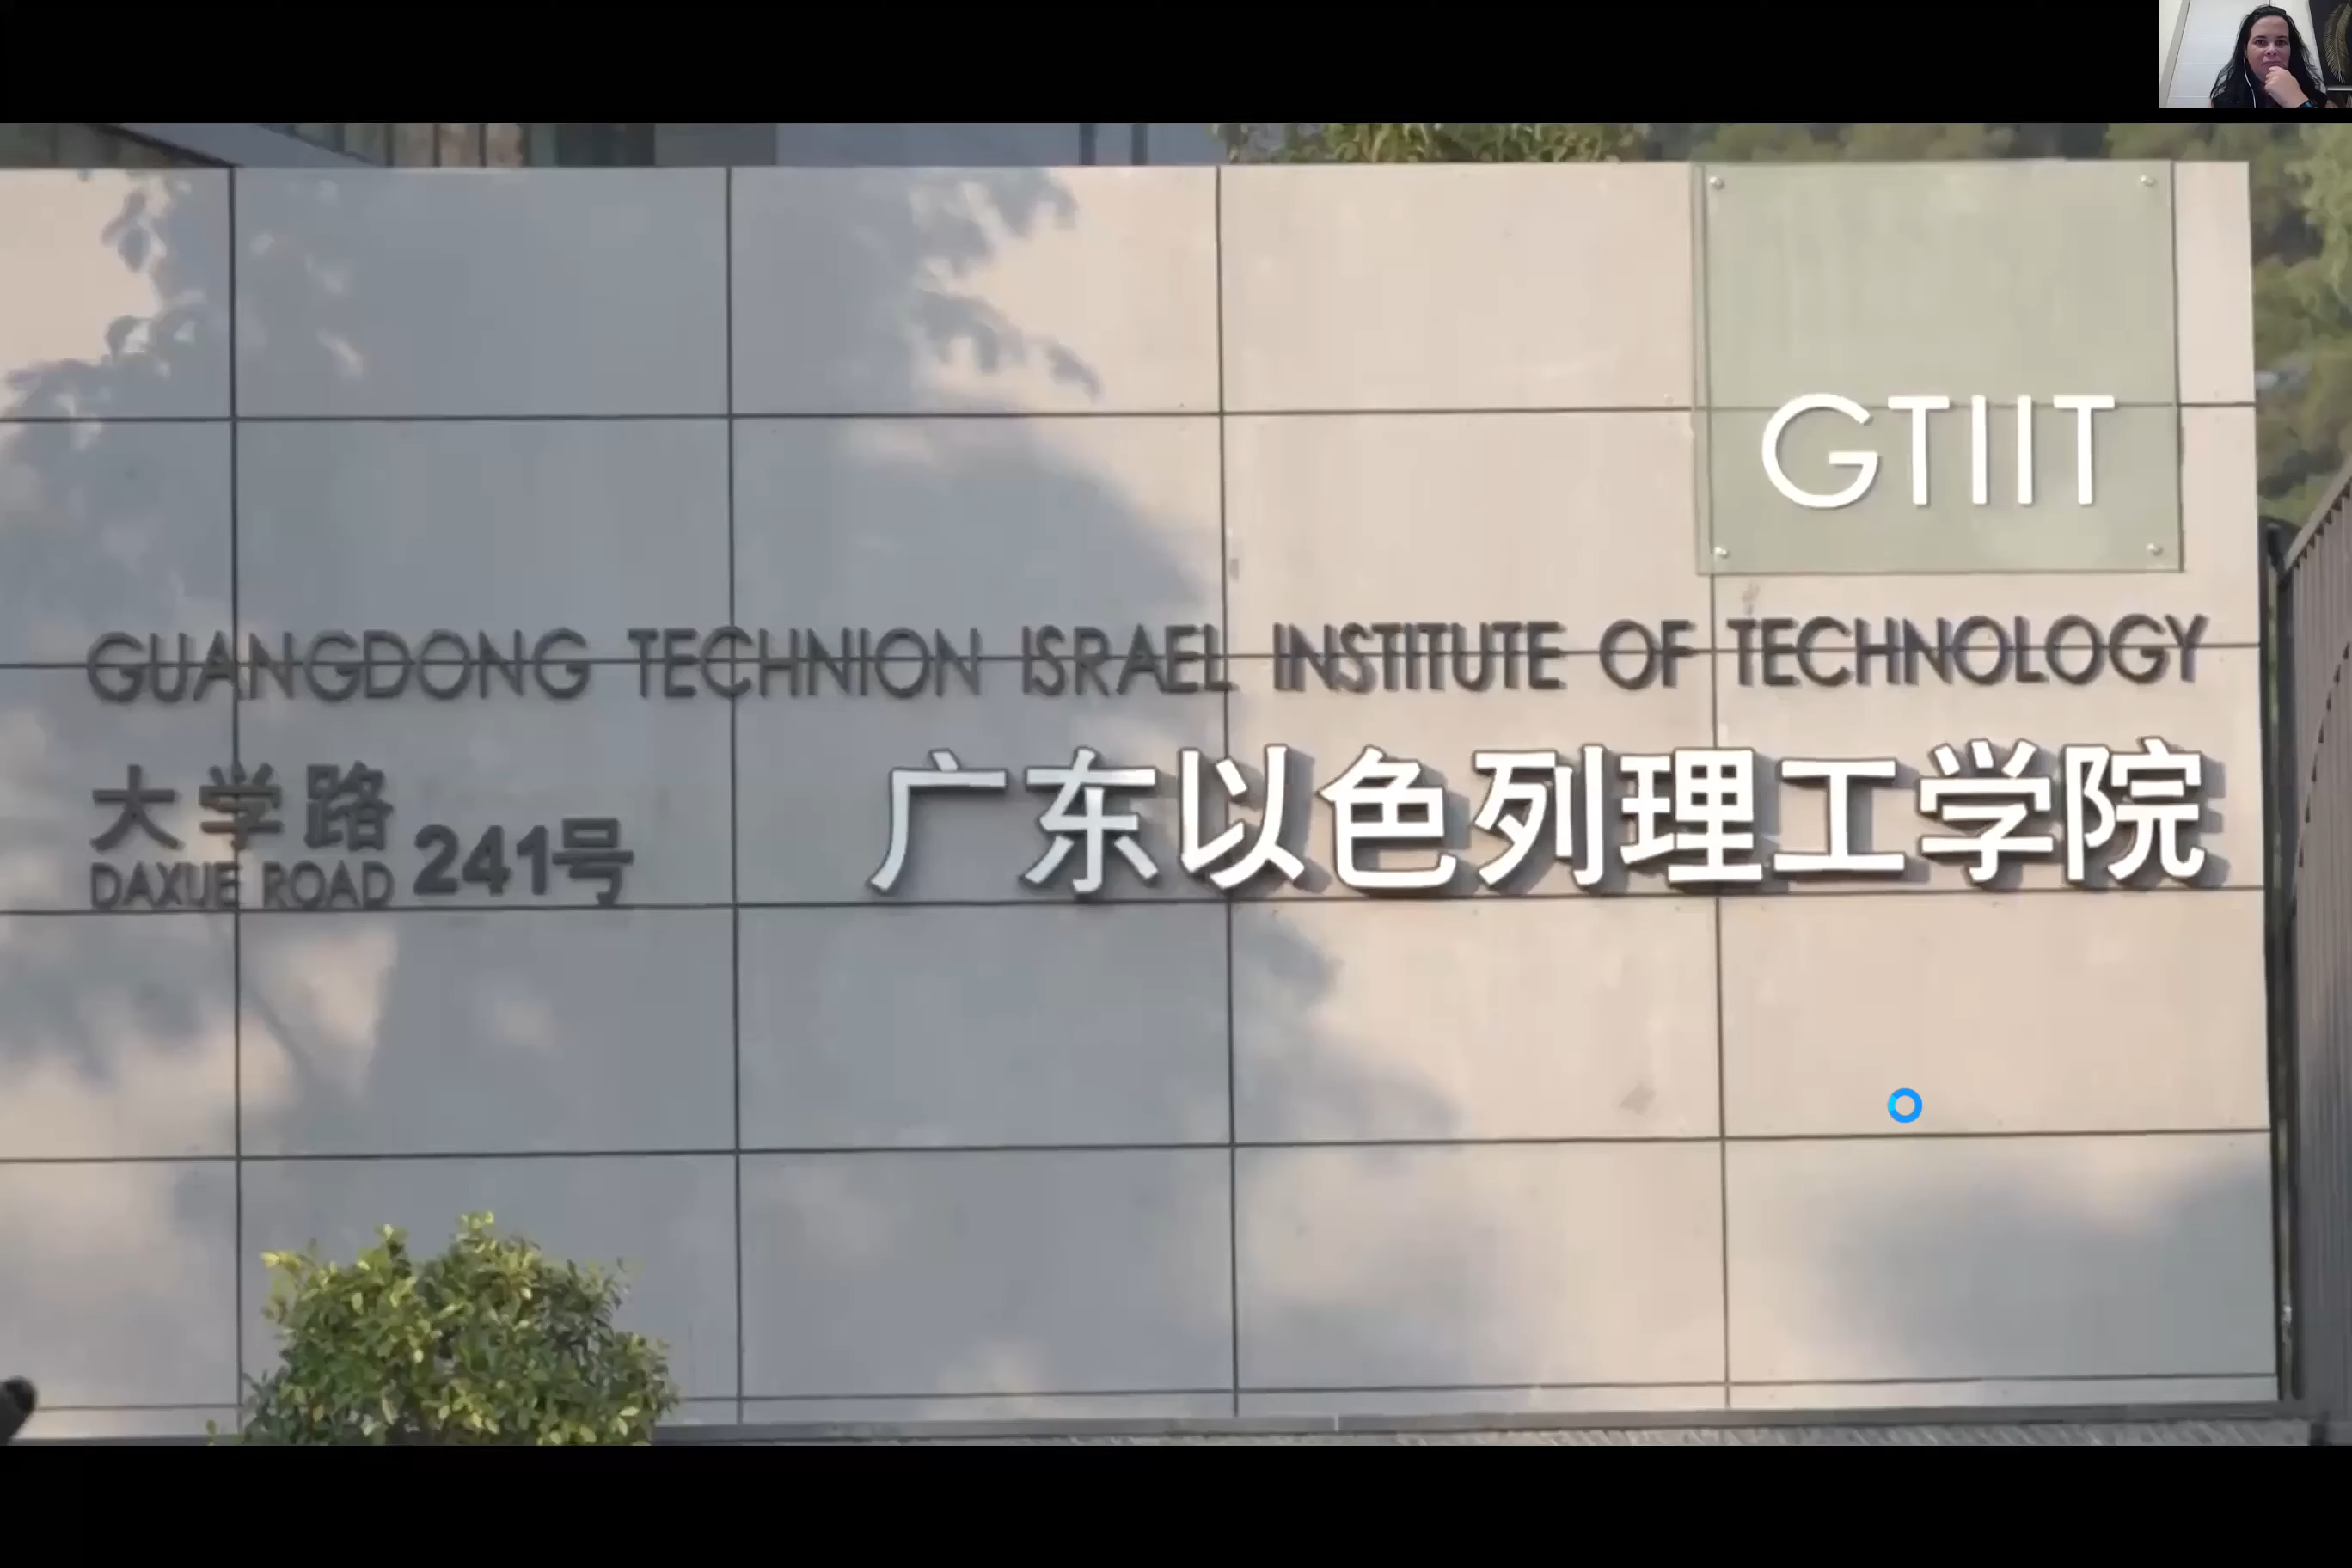 GTIIT
GUANGDONG TECHNION ISRAEL INSTITUTE OF TECHNOLOGY
广东以色列理工学院
大学路 241号
DAXUE ROAD